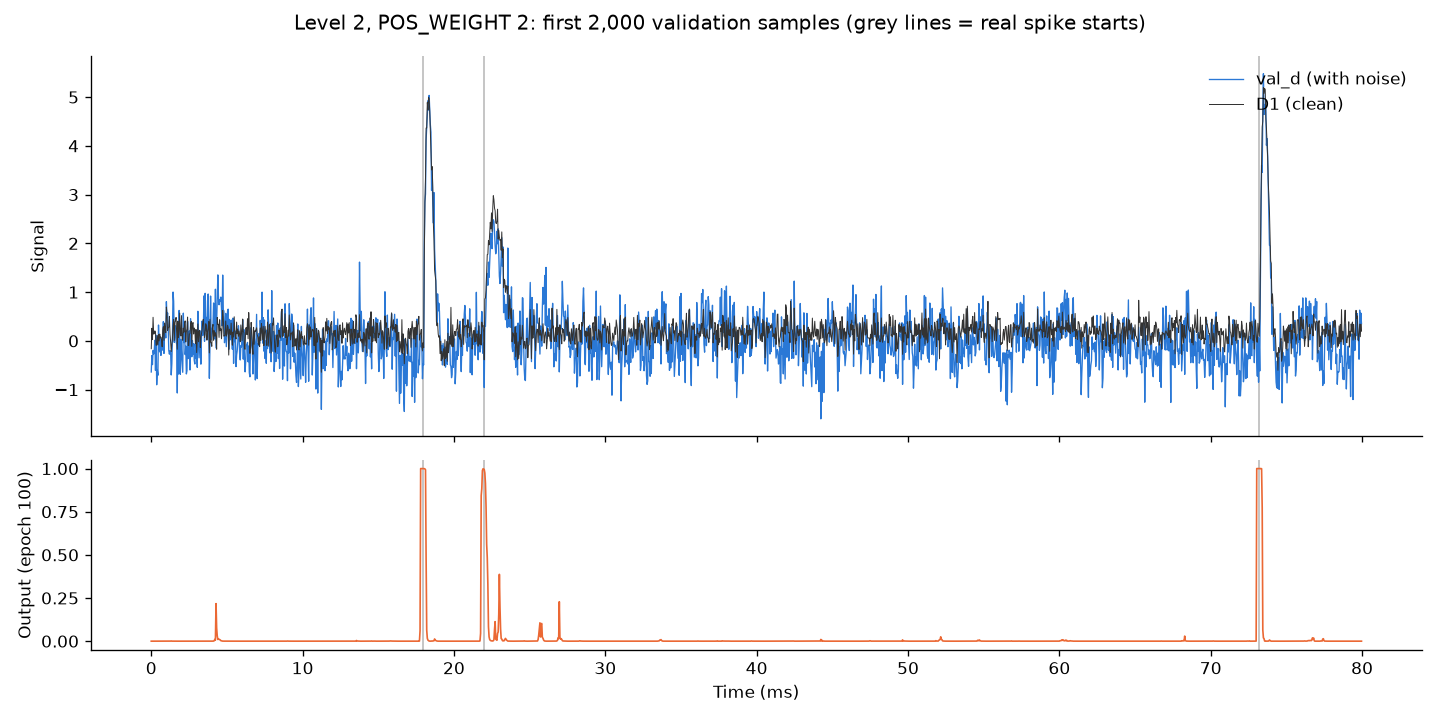 Level 2, POS_WEIGHT 2: first 2,000 validation samples (grey lines = real spike starts)
val_d (with noise)
D1 (clean)
Signal
5
4
3
2
1
0
−1
Output (epoch 100)
1.00
0.75
0.50
0.25
0.00
0 10 20 30 40 50 60 70 80
Time (ms)